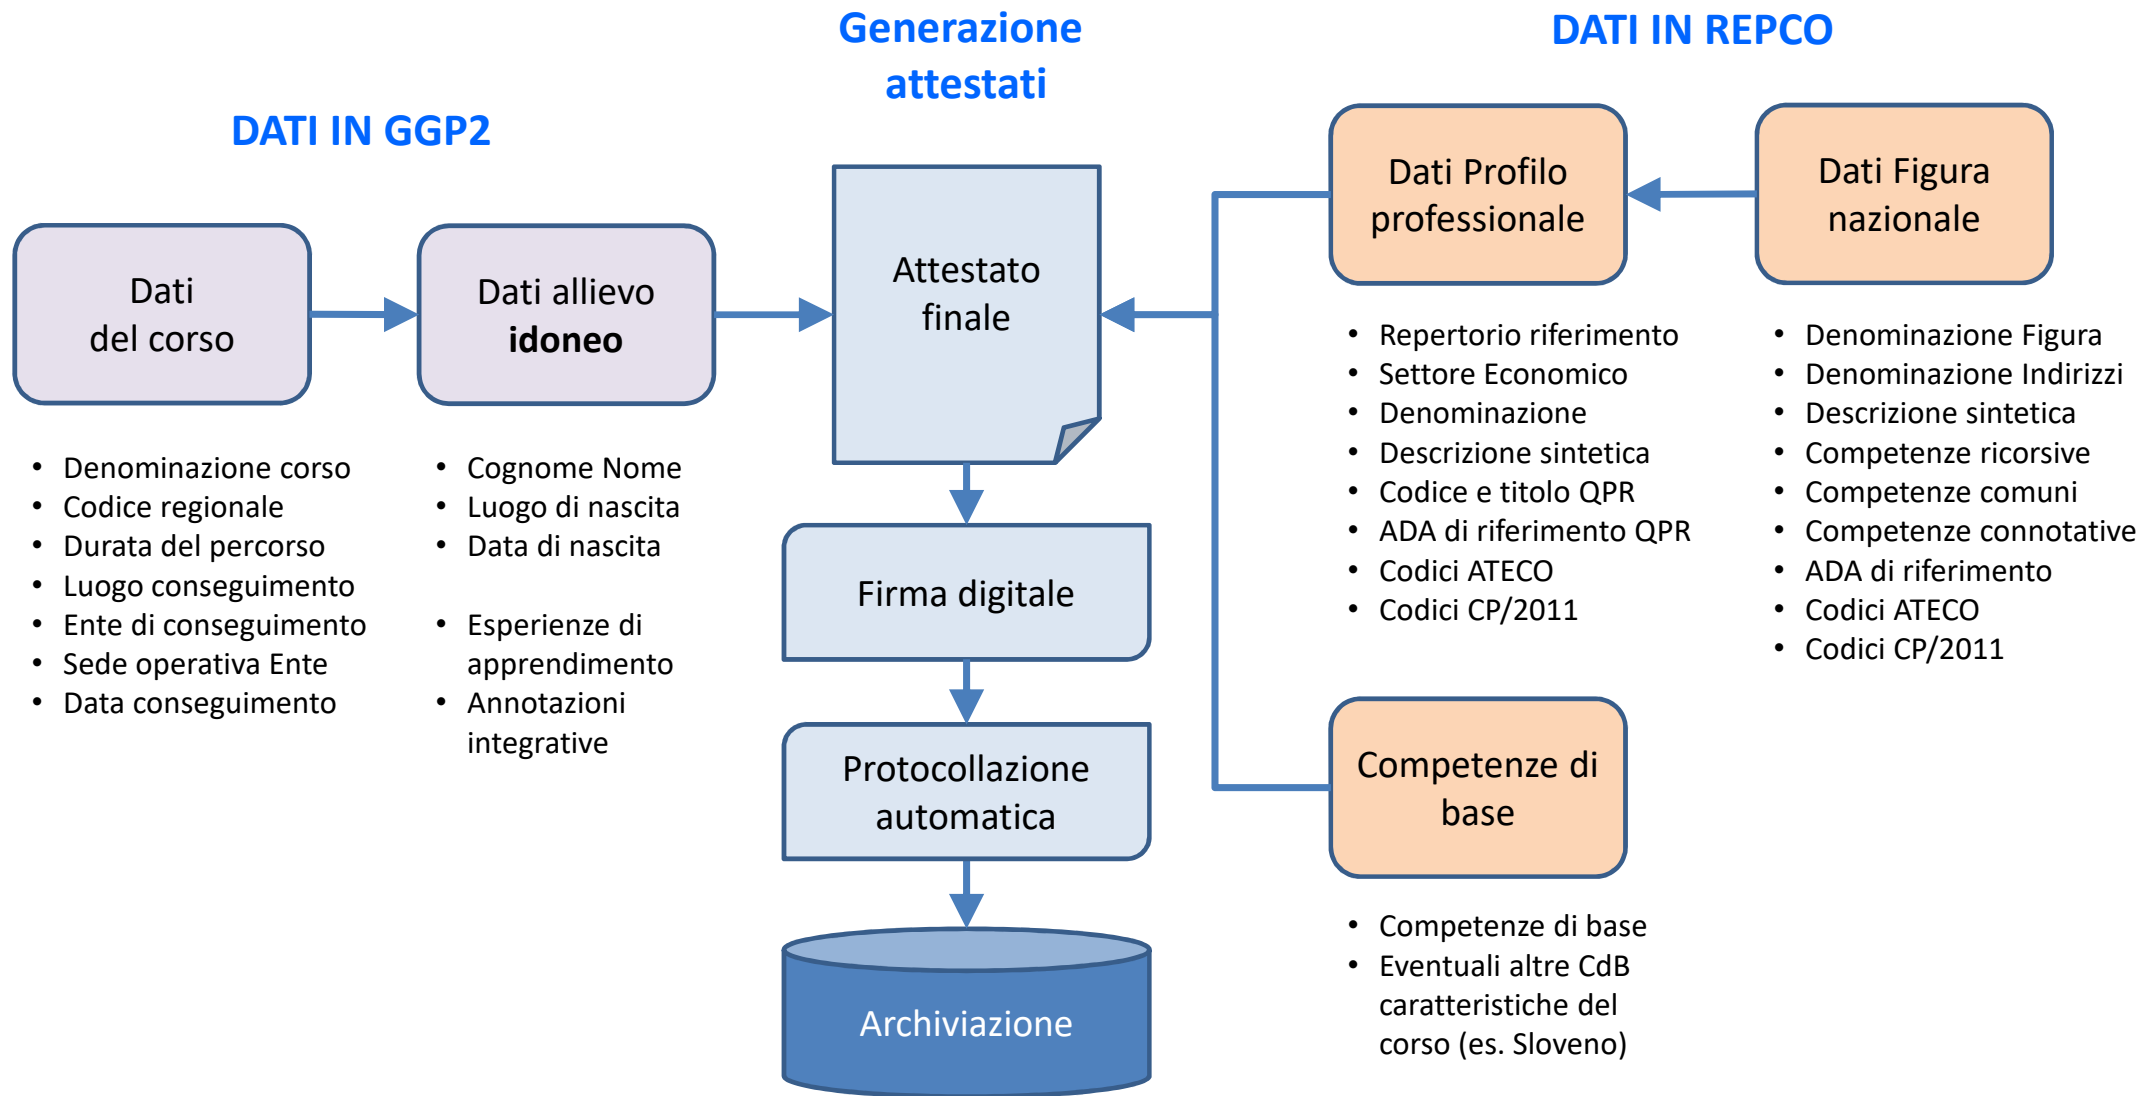 Generazione
attestati
DATI IN REPCO
DATI IN GGP2
Dati
del corso
• Denominazione corso
• Codice regionale
• Durata del percorso
• Luogo conseguimento
• Ente di conseguimento
• Sede operativa Ente
• Data conseguimento
Dati allievo
idoneo
• Cognome Nome
• Luogo di nascita
• Data di nascita
• Esperienze di
apprendimento
• Annotazioni
integrative
Attestato
finale
Firma digitale
Protocollazione
automatica
Archiviazione
Dati Profilo
professionale
• Repertorio riferimento
• Settore Economico
• Denominazione
• Descrizione sintetica
• Codice e titolo QPR
• ADA di riferimento QPR
• Codici ATECO
• Codici CP/2011
Dati Figura
nazionale
• Denominazione Figura
• Denominazione Indirizzi
• Descrizione sintetica
• Competenze ricorsive
• Competenze comuni
• Competenze connotative
• ADA di riferimento
• Codici ATECO
• Codici CP/2011
Competenze di
base
• Competenze di base
• Eventuali altre CdB
caratteristiche del
corso (es. Sloveno)